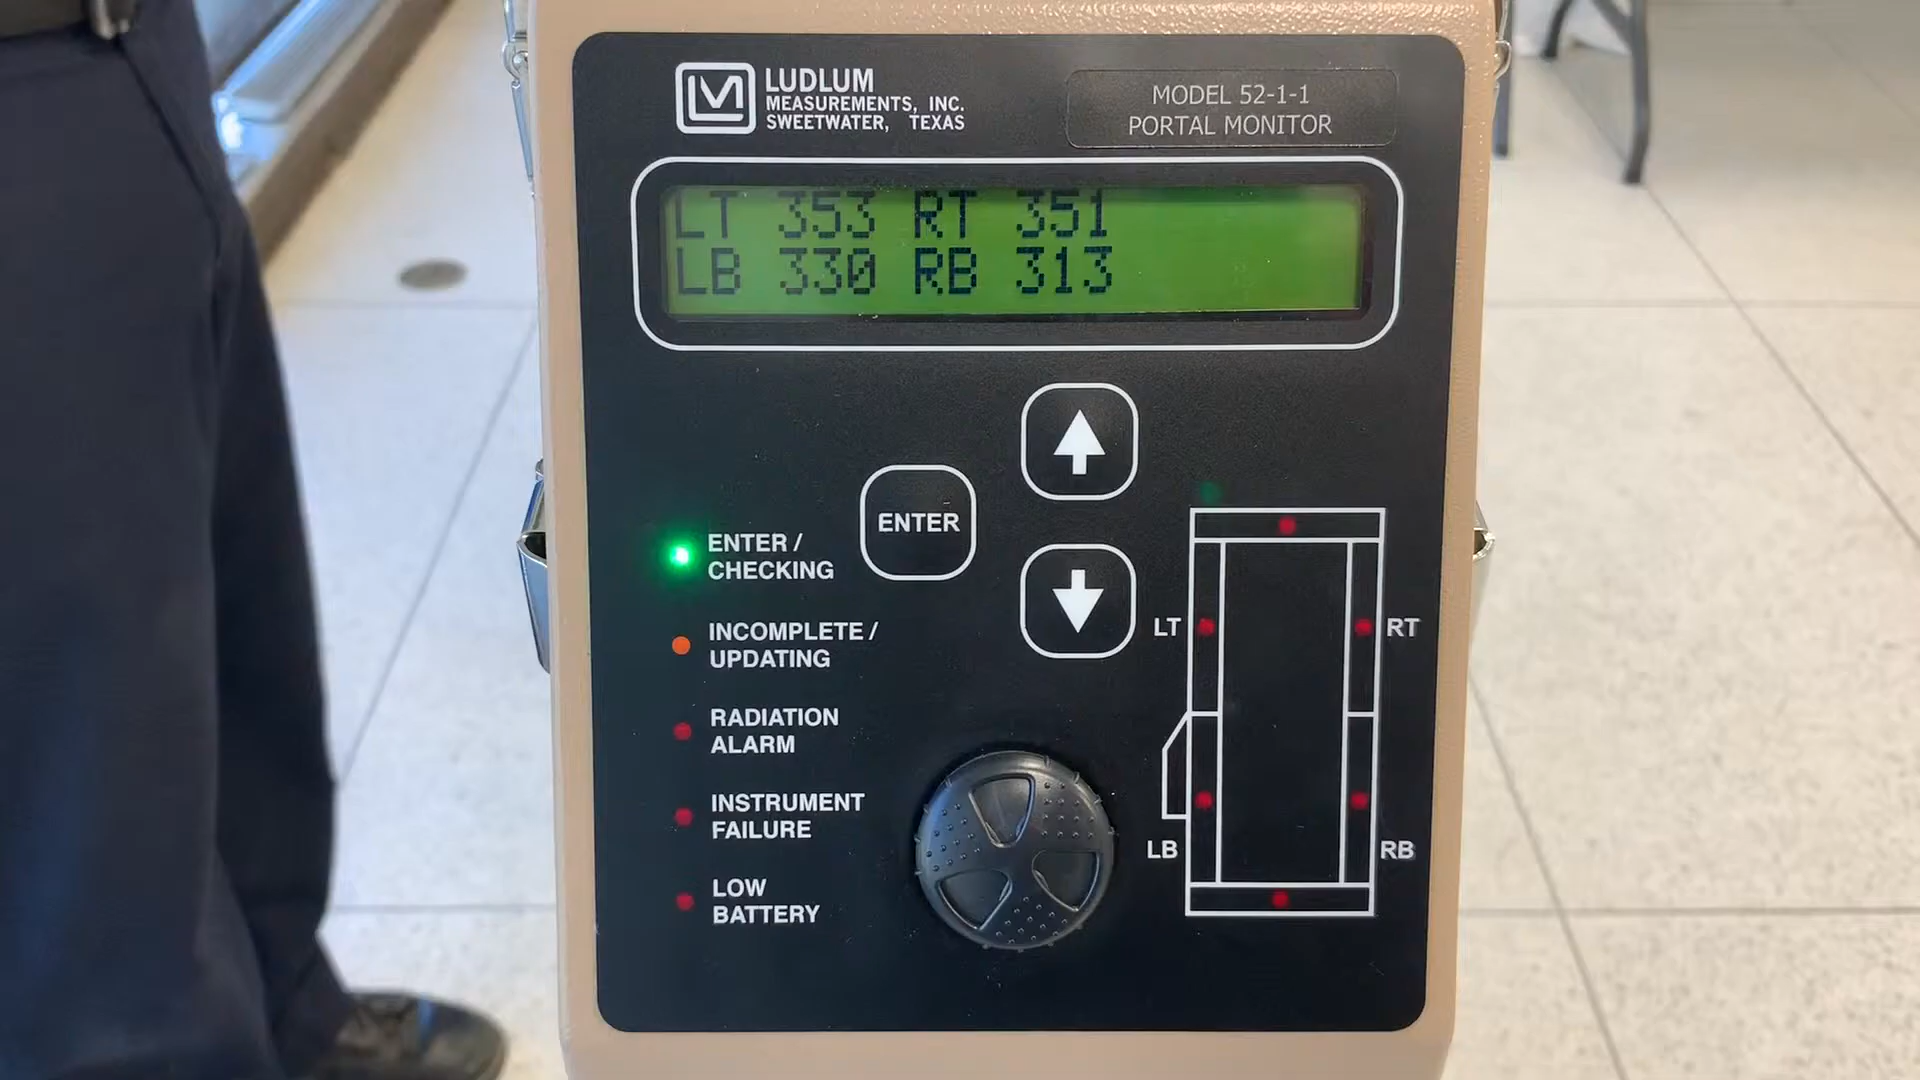 LM
LUDLUM
MEASUREMENTS, INC.
SWEETWATER, TEXAS
MODEL 52-1-1
PORTAL MONITOR
LT 353 RT 351
LB 330 RB 313
ENTER
ENTER /
CHECKING
INCOMPLETE /
UPDATING
RADIATION
ALARM
INSTRUMENT
FAILURE
LOW
BATTERY
LT
RT
LB
RB